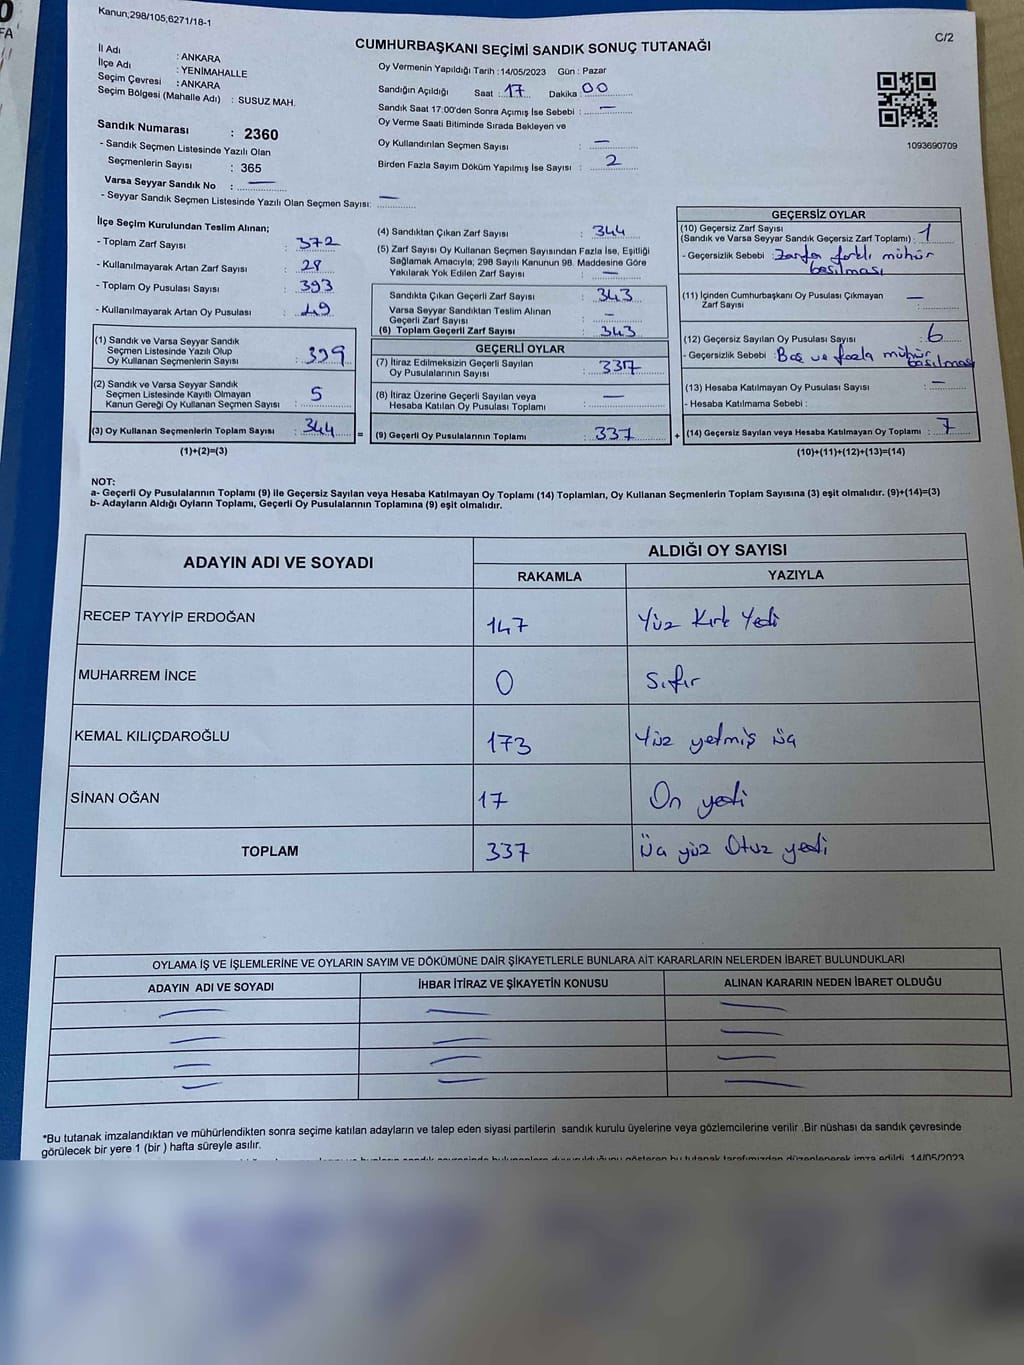 Kanun;298/105,6271/18-1
C/2
CUMHURBAŞKANI SEÇİMİ SANDIK SONUÇ TUTANAĞI
İl Adı : ANKARA
İlçe Adı : YENİMAHALLE
Seçim Çevresi : ANKARA
Seçim Bölgesi (Mahalle Adı) : SUSUZ MAH.
Oy Vermenin Yapıldığı Tarih :14/05/2023 Gün : Pazar
Sandığın Açıldığı Saat : 17 Dakika : 00
Sandık Saat 17:00'den Sonra Açımış İse Sebebi : —
Oy Verme Saati Bitiminde Sırada Bekleyen ve
Oy Kullandırılan Seçmen Sayısı : —
Birden Fazla Sayım Döküm Yapılmış İse Sayısı : 2
1093690709
Sandık Numarası : 2360
- Sandık Seçmen Listesinde Yazılı Olan
Seçmenlerin Sayısı : 365
Varsa Seyyar Sandık No : —
- Seyyar Sandık Seçmen Listesinde Yazılı Olan Seçmen Sayısı: —
İlçe Seçim Kurulundan Teslim Alınan;
- Toplam Zarf Sayısı : 372
- Kullanılmayarak Artan Zarf Sayısı : 28
- Toplam Oy Pusulası Sayısı : 393
- Kullanılmayarak Artan Oy Pusulası : 49
(1) Sandık ve Varsa Seyyar Sandık
Seçmen Listesinde Yazılı Olup
Oy Kullanan Seçmenlerin Sayısı : 339
(2) Sandık ve Varsa Seyyar Sandık
Seçmen Listesinde Kayıtlı Olmayan
Kanun Gereği Oy Kullanan Seçmen Sayısı : 5
(3) Oy Kullanan Seçmenlerin Toplam Sayısı : 344
(1)+(2)=(3)
(4) Sandıktan Çıkan Zarf Sayısı : 344
(5) Zarf Sayısı Oy Kullanan Seçmen Sayısından Fazla İse, Eşitliği
Sağlamak Amacıyla; 298 Sayılı Kanunun 98. Maddesine Göre
Yakılarak Yok Edilen Zarf Sayısı : —
Sandıkta Çıkan Geçerli Zarf Sayısı : 343
Varsa Seyyar Sandıktan Teslim Alınan
Geçerli Zarf Sayısı : —
(6) Toplam Geçerli Zarf Sayısı : 343
GEÇERLİ OYLAR
(7) İtiraz Edilmeksizin Geçerli Sayılan
Oy Pusulalarının Sayısı : 337
(8) İtiraz Üzerine Geçerli Sayılan veya
Hesaba Katılan Oy Pusulası Toplamı : —
= (9) Geçerli Oy Pusulalarının Toplamı : 337
GEÇERSİZ OYLAR
(10) Geçersiz Zarf Sayısı
(Sandık ve Varsa Seyyar Sandık Geçersiz Zarf Toplamı) : 1
- Geçersizlik Sebebi : Zarfa farklı mühür
basılması
(11) İçinden Cumhurbaşkanı Oy Pusulası Çıkmayan
Zarf Sayısı : —
(12) Geçersiz Sayılan Oy Pusulası Sayısı : 6
- Geçersizlik Sebebi : Boş ve fazla mühür
basılması
(13) Hesaba Katılmayan Oy Pusulası Sayısı : —
- Hesaba Katılmama Sebebi :
+ (14) Geçersiz Sayılan veya Hesaba Katılmayan Oy Toplamı : 7
(10)+(11)+(12)+(13)=(14)
NOT:
a- Geçerli Oy Pusulalarının Toplamı (9) ile Geçersiz Sayılan veya Hesaba Katılmayan Oy Toplamı (14) Toplamları, Oy Kullanan Seçmenlerin Toplam Sayısına (3) eşit olmalıdır. (9)+(14)=(3)
b- Adayların Aldığı Oyların Toplamı, Geçerli Oy Pusulalarının Toplamına (9) eşit olmalıdır.
ADAYIN ADI VE SOYADI
ALDIĞI OY SAYISI
RAKAMLA YAZIYLA
RECEP TAYYİP ERDOĞAN 147 Yüz Kırk Yedi
MUHARREM İNCE 0 Sıfır
KEMAL KILIÇDAROĞLU 173 Yüz yetmiş üç
SİNAN OĞAN 17 On yedi
TOPLAM 337 Üç yüz Otuz yedi
OYLAMA İŞ VE İŞLEMLERİNE VE OYLARIN SAYIM VE DÖKÜMÜNE DAİR ŞİKAYETLERLE BUNLARA AİT KARARLARIN NELERDEN İBARET BULUNDUKLARI
ADAYIN ADI VE SOYADI İHBAR İTİRAZ VE ŞİKAYETİN KONUSU ALINAN KARARIN NEDEN İBARET OLDUĞU
— — —
— — —
— — —
— — —
*Bu tutanak imzalandıktan ve mühürlendikten sonra seçime katılan adayların ve talep eden siyasi partilerin sandık kurulu üyelerine veya gözlemcilerine verilir .Bir nüshası da sandık çevresinde
görülecek bir yere 1 (bir ) hafta süreyle asılır.
bu tutanak tarafımızdan düzenlenerek imza edildi. 14/05/2023